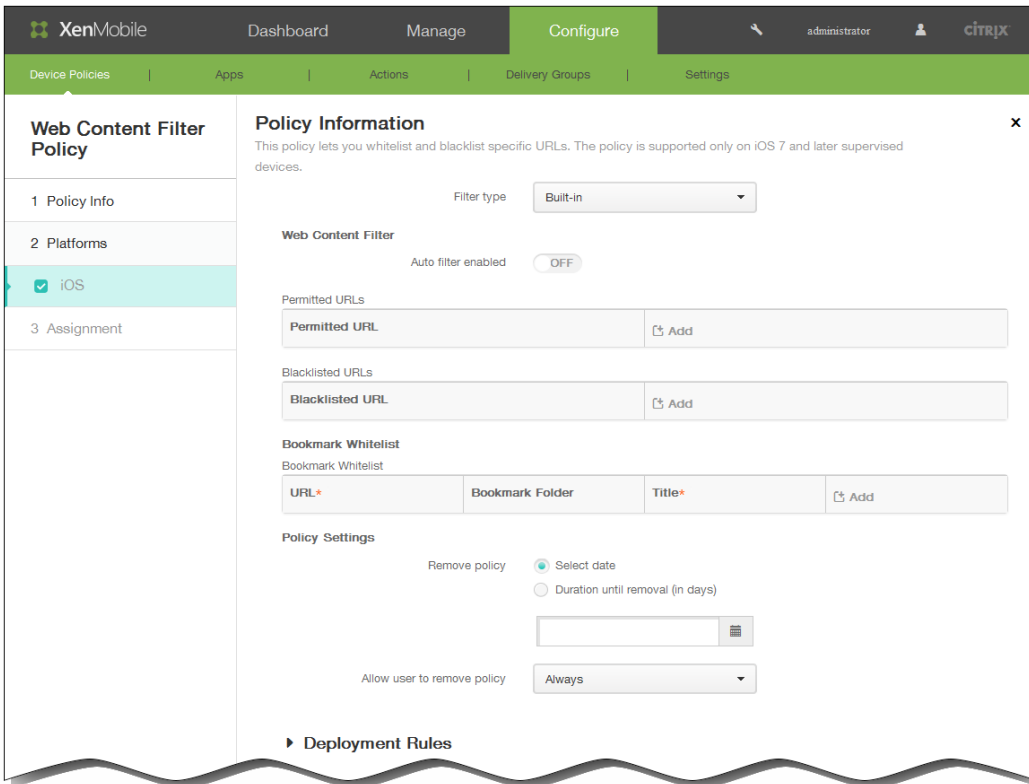 XenMobile Dashboard Manage Configure administrator CITRIX
Device Policies | Apps | Actions | Delivery Groups | Settings
Web Content Filter
Policy
1 Policy Info
2 Platforms
iOS
3 Assignment
Policy Information x
This policy lets you whitelist and blacklist specific URLs. The policy is supported only on iOS 7 and later supervised
devices.
Filter type Built-in
Web Content Filter
Auto filter enabled OFF
Permitted URLs
Permitted URL Add
Blacklisted URLs
Blacklisted URL Add
Bookmark Whitelist
Bookmark Whitelist
URL* Bookmark Folder Title* Add
Policy Settings
Remove policy Select date
Duration until removal (in days)
Allow user to remove policy Always
Deployment Rules